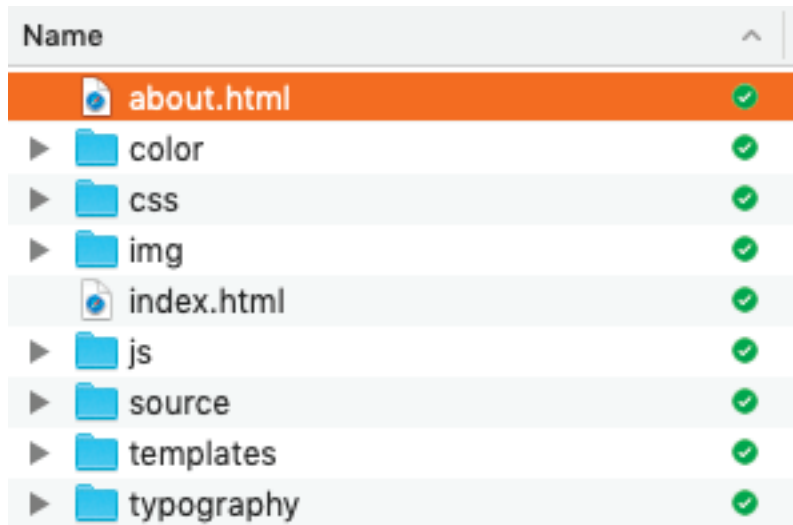 Name
about.html
color
css
img
index.html
js
source
templates
typography